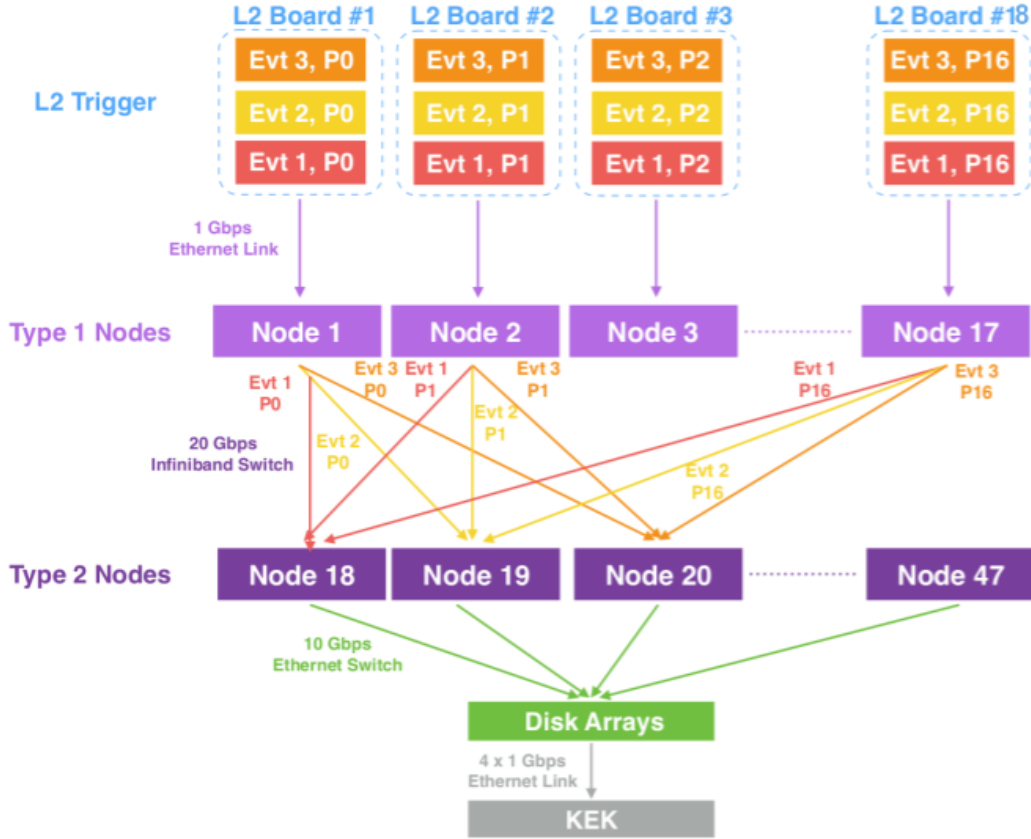 L2 Board #1
L2 Board #2
L2 Board #3
L2 Board #18
L2 Trigger
Evt 3, P0
Evt 3, P1
Evt 3, P2
Evt 3, P16
Evt 2, P0
Evt 2, P1
Evt 2, P2
Evt 2, P16
Evt 1, P0
Evt 1, P1
Evt 1, P2
Evt 1, P16
1 Gbps
Ethernet Link
Type 1 Nodes
Node 1
Node 2
Node 3
Node 17
Evt 1
P0
Evt 3
P0
Evt 1
P1
Evt 3
P1
Evt 1
P16
Evt 3
P16
Evt 2
P0
Evt 2
P1
Evt 2
P16
20 Gbps
Infiniband Switch
Type 2 Nodes
Node 18
Node 19
Node 20
Node 47
10 Gbps
Ethernet Switch
Disk Arrays
4 x 1 Gbps
Ethernet Link
KEK